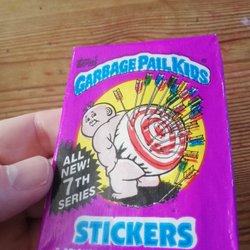 TOPPS
GARBAGE PAIL KIDS
ALL
NEW!
7TH
SERIES
STICKERS